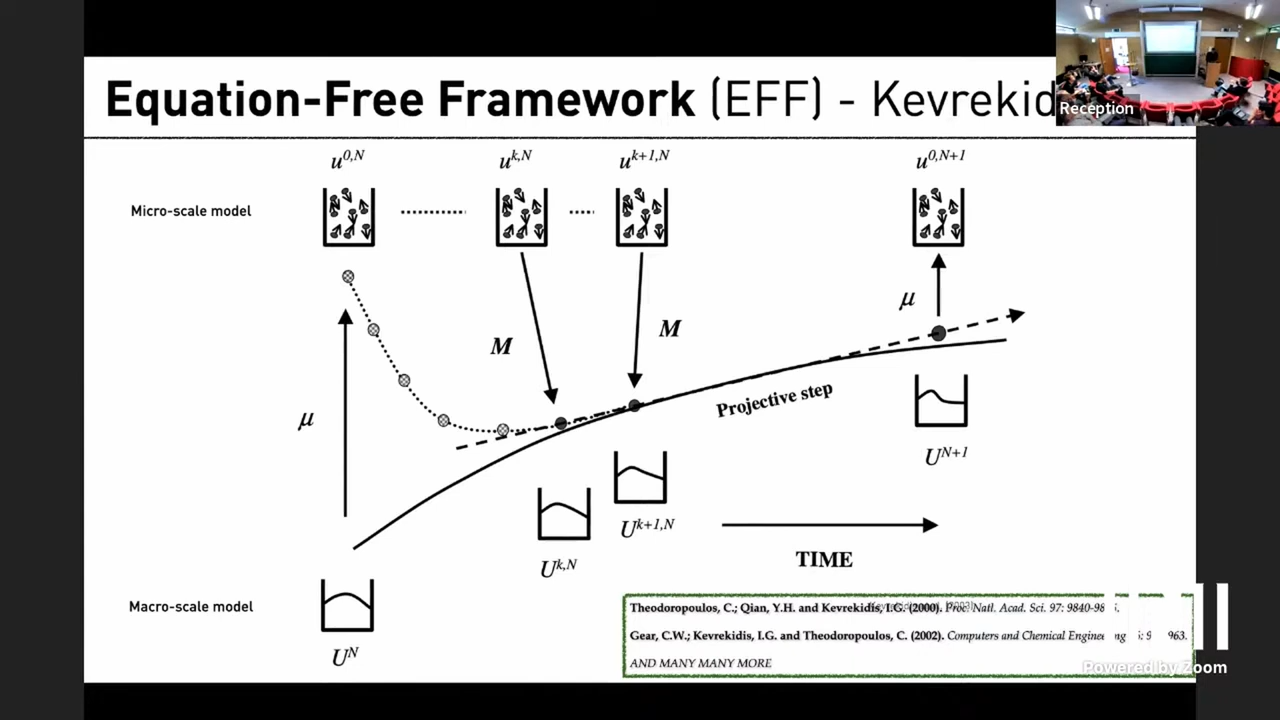 Equation-Free Framework (EFF) - Kevrekid
Reception
u^0,N
u^k,N
u^k+1,N
u^0,N+1
Micro-scale model
μ
M
M
μ
Projective step
U^N+1
U^k+1,N
U^k,N
TIME
Macro-scale model
U^N
Theodoropoulos, C.; Qian, Y.H. and Kevrekidis, I.G. (2000). Proc. Natl. Acad. Sci. 97: 9840-98
Gear, C.W.; Kevrekidis, I.G. and Theodoropoulos, C. (2002). Computers and Chemical Engineering 963.
AND MANY MANY MORE
Powered by Zoom